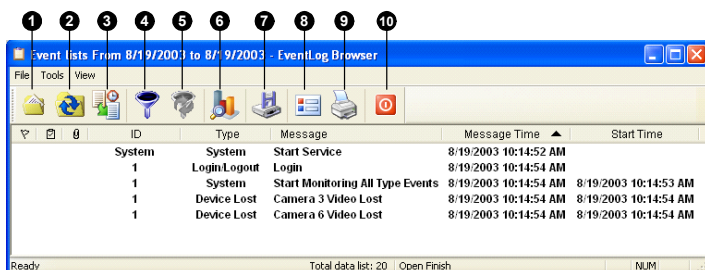 1 2 3 4 5 6 7 8 9 10
Event lists From 8/19/2003 to 8/19/2003 - EventLog Browser
File Tools View
ID Type Message Message Time Start Time
System System Start Service 8/19/2003 10:14:52 AM
1 Login/Logout Login 8/19/2003 10:14:54 AM
1 System Start Monitoring All Type Events 8/19/2003 10:14:54 AM 8/19/2003 10:14:53 AM
1 Device Lost Camera 3 Video Lost 8/19/2003 10:14:54 AM 8/19/2003 10:14:54 AM
1 Device Lost Camera 6 Video Lost 8/19/2003 10:14:54 AM 8/19/2003 10:14:54 AM
Ready Total data list: 20 Open Finish NUM